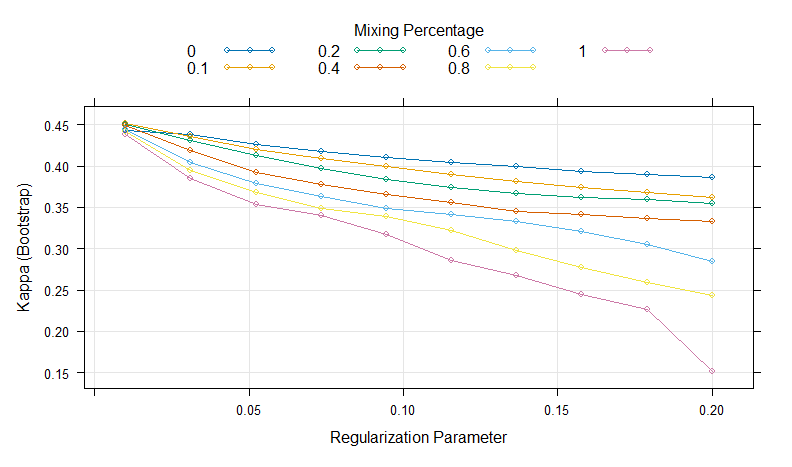 Mixing Percentage
0 0.2 0.6 1
0.1 0.4 0.8
0.45
0.40
0.35
0.30
0.25
0.20
0.15
Kappa (Bootstrap)
0.05 0.10 0.15 0.20
Regularization Parameter